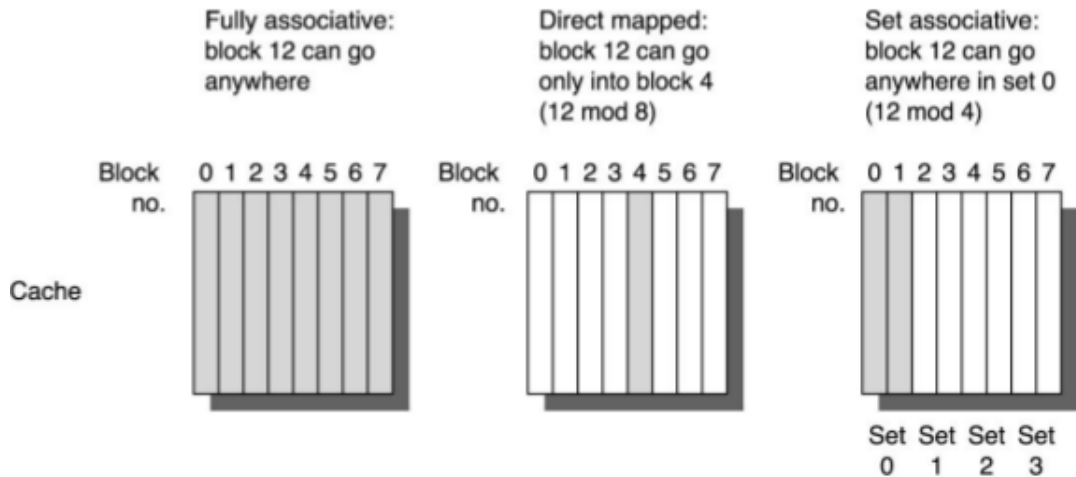 Fully associative:
block 12 can go
anywhere
Direct mapped:
block 12 can go
only into block 4
(12 mod 8)
Set associative:
block 12 can go
anywhere in set 0
(12 mod 4)
Block
no.
0 1 2 3 4 5 6 7
Block
no.
0 1 2 3 4 5 6 7
Block
no.
0 1 2 3 4 5 6 7
Cache
Set Set Set Set
0 1 2 3